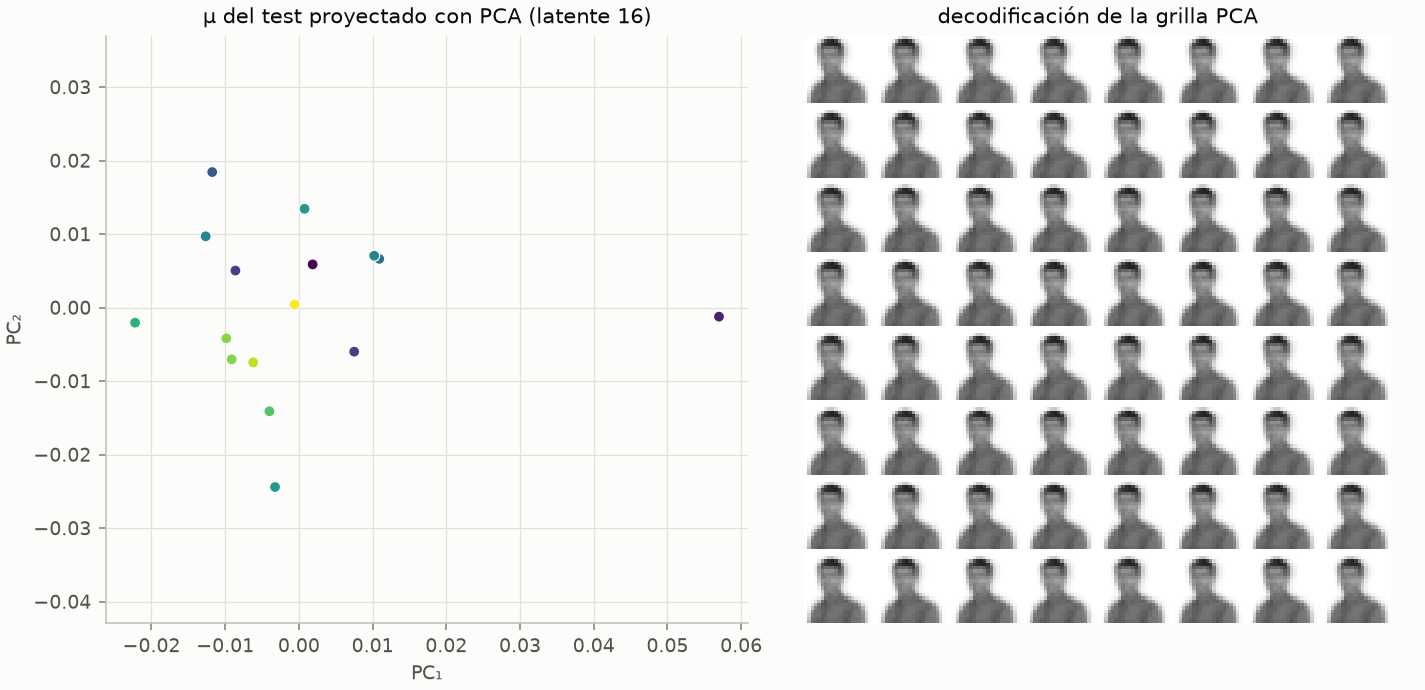 μ del test proyectado con PCA (latente 16)
decodificación de la grilla PCA
0.03
0.02
0.01
0.00
−0.01
−0.02
−0.03
−0.04
PC₂
−0.02 −0.01 0.00 0.01 0.02 0.03 0.04 0.05 0.06
PC₁